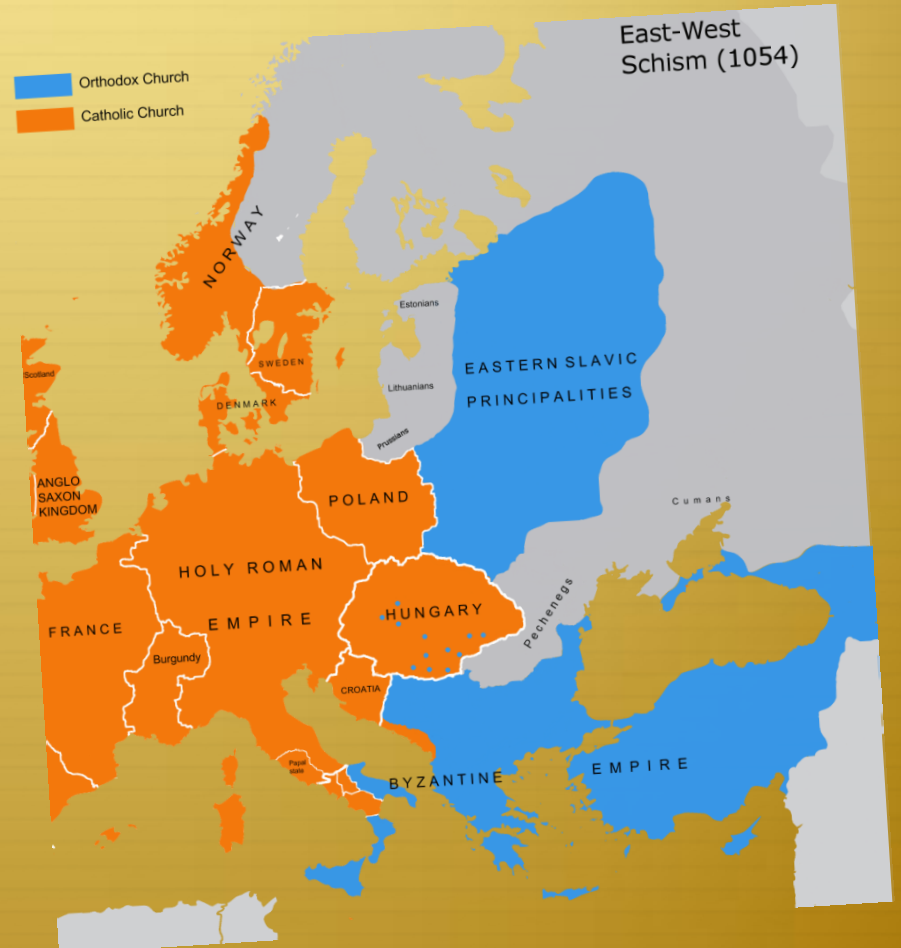 East-West
Schism (1054)
Orthodox Church
Catholic Church
NORWAY
Estonians
SWEDEN
EASTERN SLAVIC
PRINCIPALITIES
Scotland
Lithuanians
DENMARK
Prussians
ANGLO
SAXON
KINGDOM
POLAND
Cumans
HOLY ROMAN
EMPIRE
HUNGARY
Pechenegs
FRANCE
Burgundy
CROATIA
Papal
state
BYZANTINE
EMPIRE